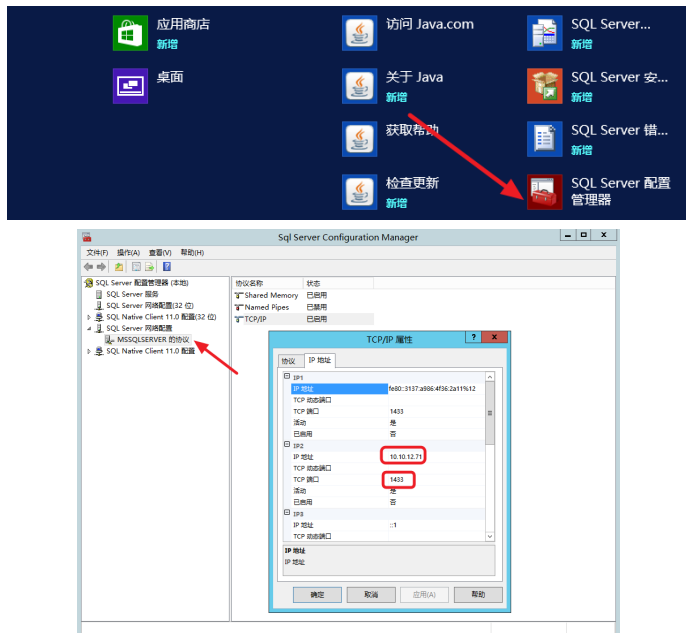 应用商店
新增
桌面
访问 Java.com
关于 Java
新增
获取帮助
检查更新
新增
SQL Server...
新增
SQL Server 安...
新增
SQL Server 错...
新增
SQL Server 配置
管理器
Sql Server Configuration Manager
文件(F) 操作(A) 查看(V) 帮助(H)
SQL Server 配置管理器 (本地)
SQL Server 服务
SQL Server 网络配置(32 位)
SQL Native Client 11.0 配置(32 位)
SQL Server 网络配置
MSSQLSERVER 的协议
SQL Native Client 11.0 配置
协议名称 状态
Shared Memory 已启用
Named Pipes 已禁用
TCP/IP 已启用
TCP/IP 属性
协议 IP 地址
IP1
IP 地址 fe80::3137:a986:4f36:2a11%12
TCP 动态端口
TCP 端口 1433
活动 是
已启用 否
IP2
IP 地址 10.10.12.71
TCP 动态端口
TCP 端口 1433
活动 是
已启用 否
IP3
IP 地址 ::1
TCP 动态端口
IP 地址
IP 地址
确定 取消 应用(A) 帮助